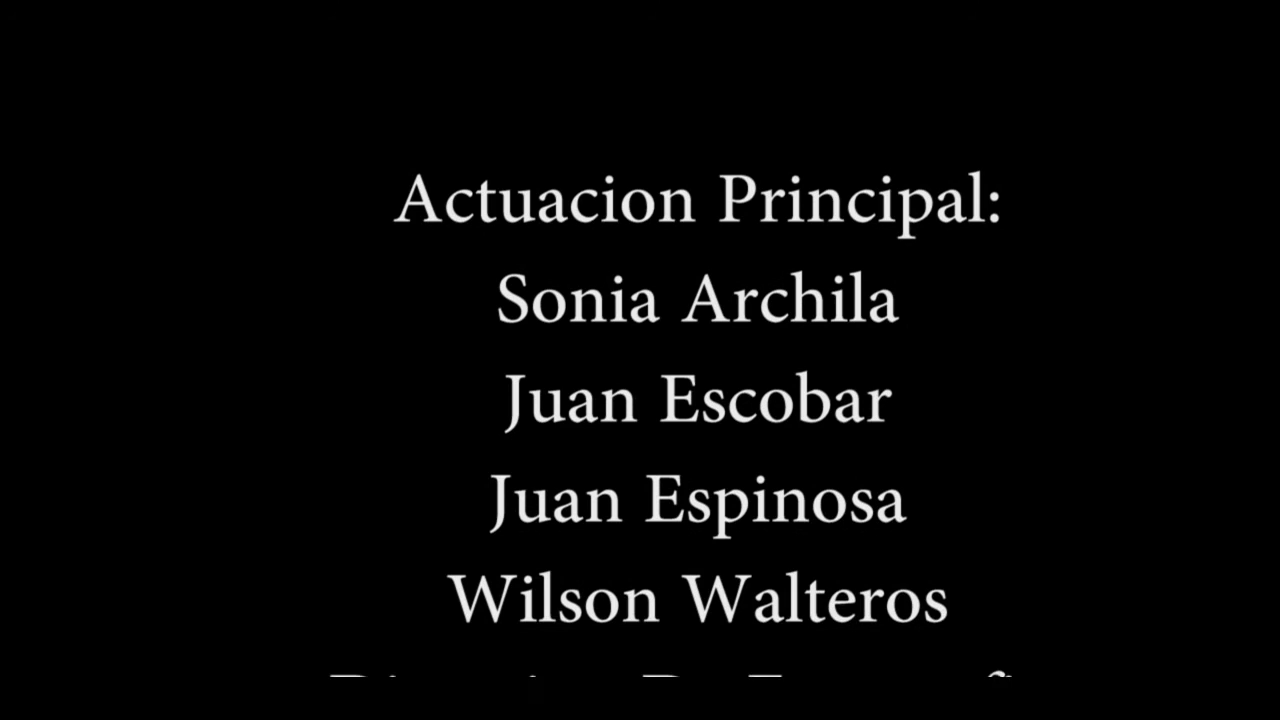 Actuacion Principal:
Sonia Archila
Juan Escobar
Juan Espinosa
Wilson Walteros